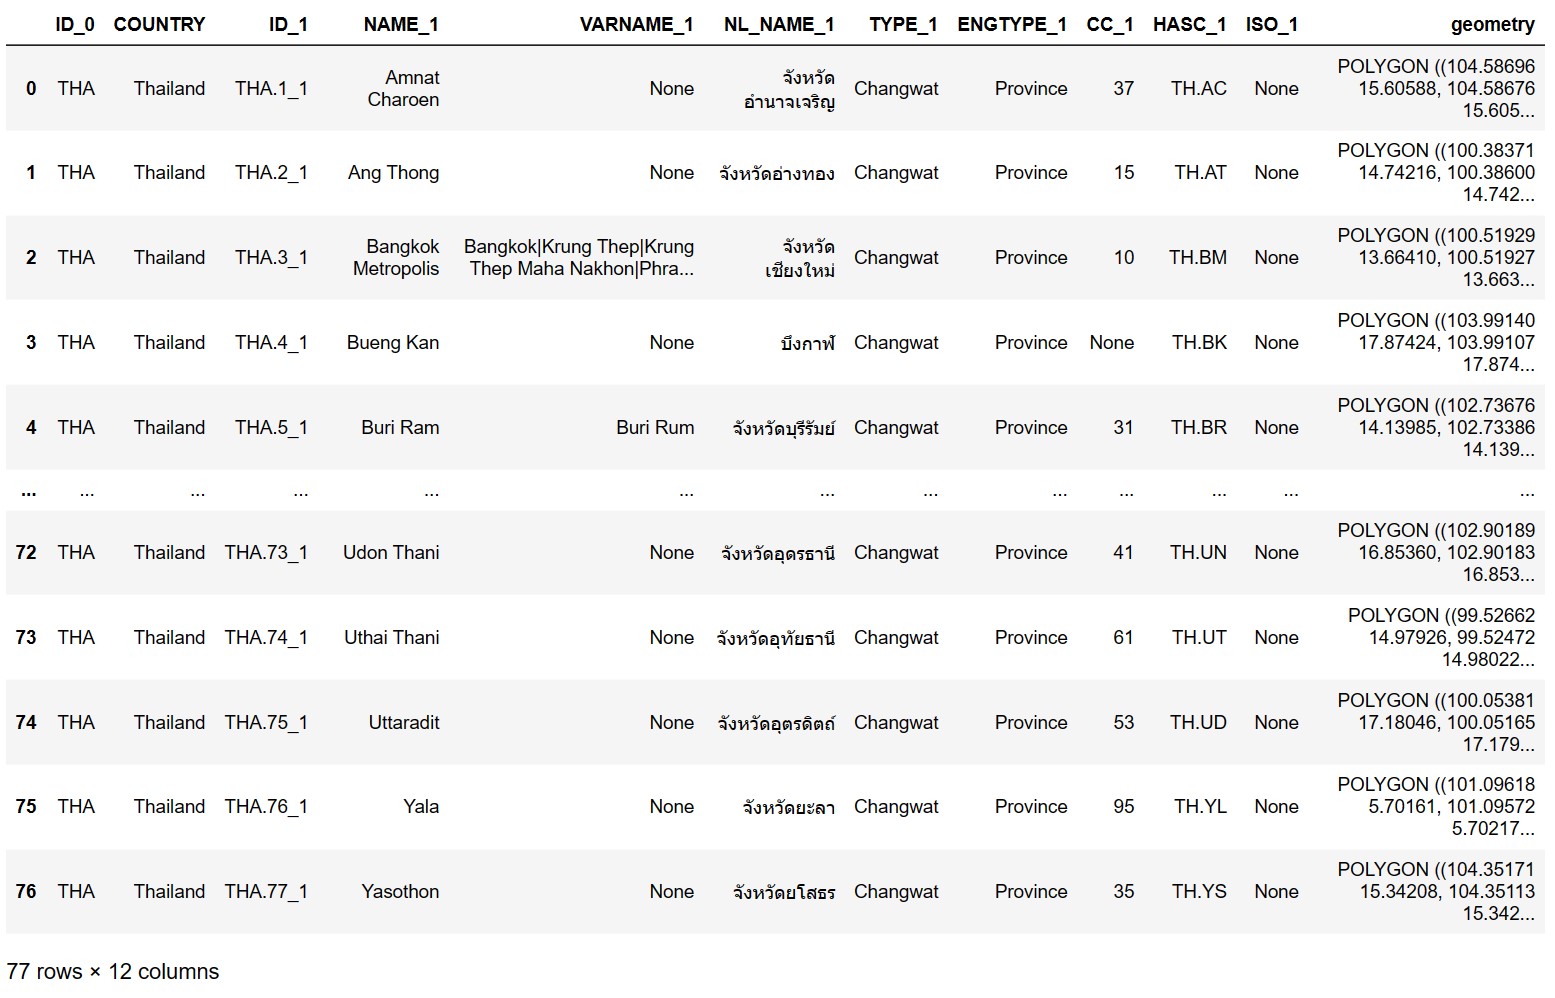 ID_0 COUNTRY ID_1 NAME_1 VARNAME_1 NL_NAME_1 TYPE_1 ENGTYPE_1 CC_1 HASC_1 ISO_1 geometry
0 THA Thailand THA.1_1 Amnat Charoen None จังหวัดอำนาจเจริญ Changwat Province 37 TH.AC None POLYGON ((104.58696 15.60588, 104.58676 15.605...
1 THA Thailand THA.2_1 Ang Thong None จังหวัดอ่างทอง Changwat Province 15 TH.AT None POLYGON ((100.38371 14.74216, 100.38600 14.742...
2 THA Thailand THA.3_1 Bangkok Metropolis Bangkok|Krung Thep|Krung Thep Maha Nakhon|Phra... จังหวัดเชียงใหม่ Changwat Province 10 TH.BM None POLYGON ((100.51929 13.66410, 100.51927 13.663...
3 THA Thailand THA.4_1 Bueng Kan None บึงกาฬ Changwat Province None TH.BK None POLYGON ((103.99140 17.87424, 103.99107 17.874...
4 THA Thailand THA.5_1 Buri Ram Buri Rum จังหวัดบุรีรัมย์ Changwat Province 31 TH.BR None POLYGON ((102.73676 14.13985, 102.73386 14.139...
... ... ... ... ... ... ... ... ... ... ... ... ...
72 THA Thailand THA.73_1 Udon Thani None จังหวัดอุดรธานี Changwat Province 41 TH.UN None POLYGON ((102.90189 16.85360, 102.90183 16.853...
73 THA Thailand THA.74_1 Uthai Thani None จังหวัดอุทัยธานี Changwat Province 61 TH.UT None POLYGON ((99.52662 14.97926, 99.52472 14.98022...
74 THA Thailand THA.75_1 Uttaradit None จังหวัดอุตรดิตถ์ Changwat Province 53 TH.UD None POLYGON ((100.05381 17.18046, 100.05165 17.179...
75 THA Thailand THA.76_1 Yala None จังหวัดยะลา Changwat Province 95 TH.YL None POLYGON ((101.09618 5.70161, 101.09572 5.70217...
76 THA Thailand THA.77_1 Yasothon None จังหวัดยโสธร Changwat Province 35 TH.YS None POLYGON ((104.35171 15.34208, 104.35113 15.342...
77 rows × 12 columns